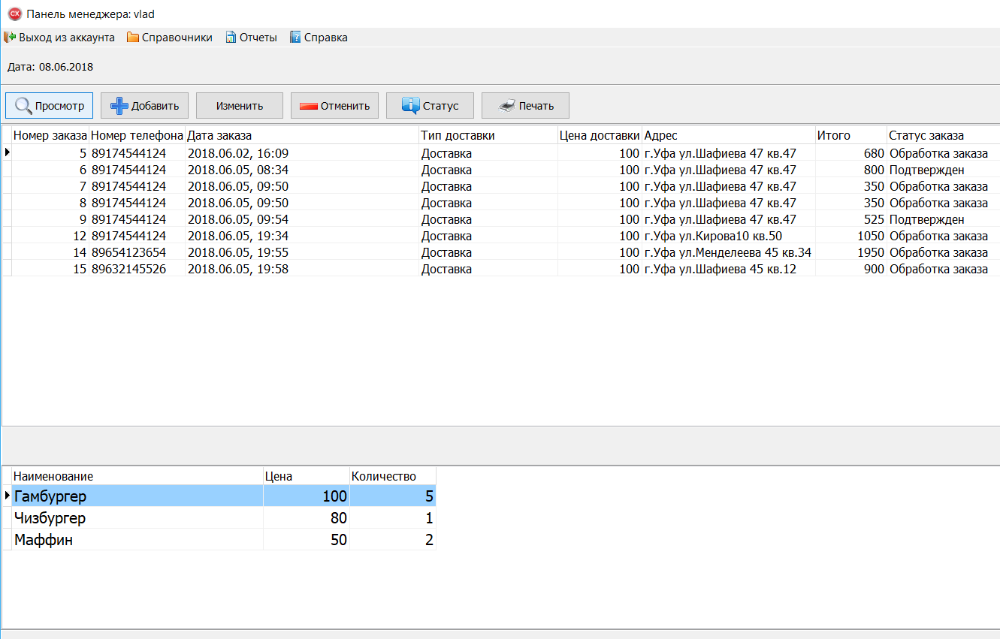 CX Панель менеджера: vlad
Выход из аккаунта Справочники Отчеты Справка
Дата: 08.06.2018
Просмотр Добавить Изменить Отменить Статус Печать
Номер заказа Номер телефона Дата заказа Тип доставки Цена доставки Адрес Итого Статус заказа
5 89174544124 2018.06.02, 16:09 Доставка 100 г.Уфа ул.Шафиева 47 кв.47 680 Обработка заказа
6 89174544124 2018.06.05, 08:34 Доставка 100 г.Уфа ул.Шафиева 47 кв.47 800 Подтвержден
7 89174544124 2018.06.05, 09:50 Доставка 100 г.Уфа ул.Шафиева 47 кв.47 350 Обработка заказа
8 89174544124 2018.06.05, 09:50 Доставка 100 г.Уфа ул.Шафиева 47 кв.47 350 Обработка заказа
9 89174544124 2018.06.05, 09:54 Доставка 100 г.Уфа ул.Шафиева 47 кв.47 525 Подтвержден
12 89174544124 2018.06.05, 19:34 Доставка 100 г.Уфа ул.Кирова10 кв.50 1050 Обработка заказа
14 89654123654 2018.06.05, 19:55 Доставка 100 г.Уфа ул.Менделеева 45 кв.34 1950 Обработка заказа
15 89632145526 2018.06.05, 19:58 Доставка 100 г.Уфа ул.Шафиева 45 кв.12 900 Обработка заказа
Наименование Цена Количество
Гамбургер 100 5
Чизбургер 80 1
Маффин 50 2